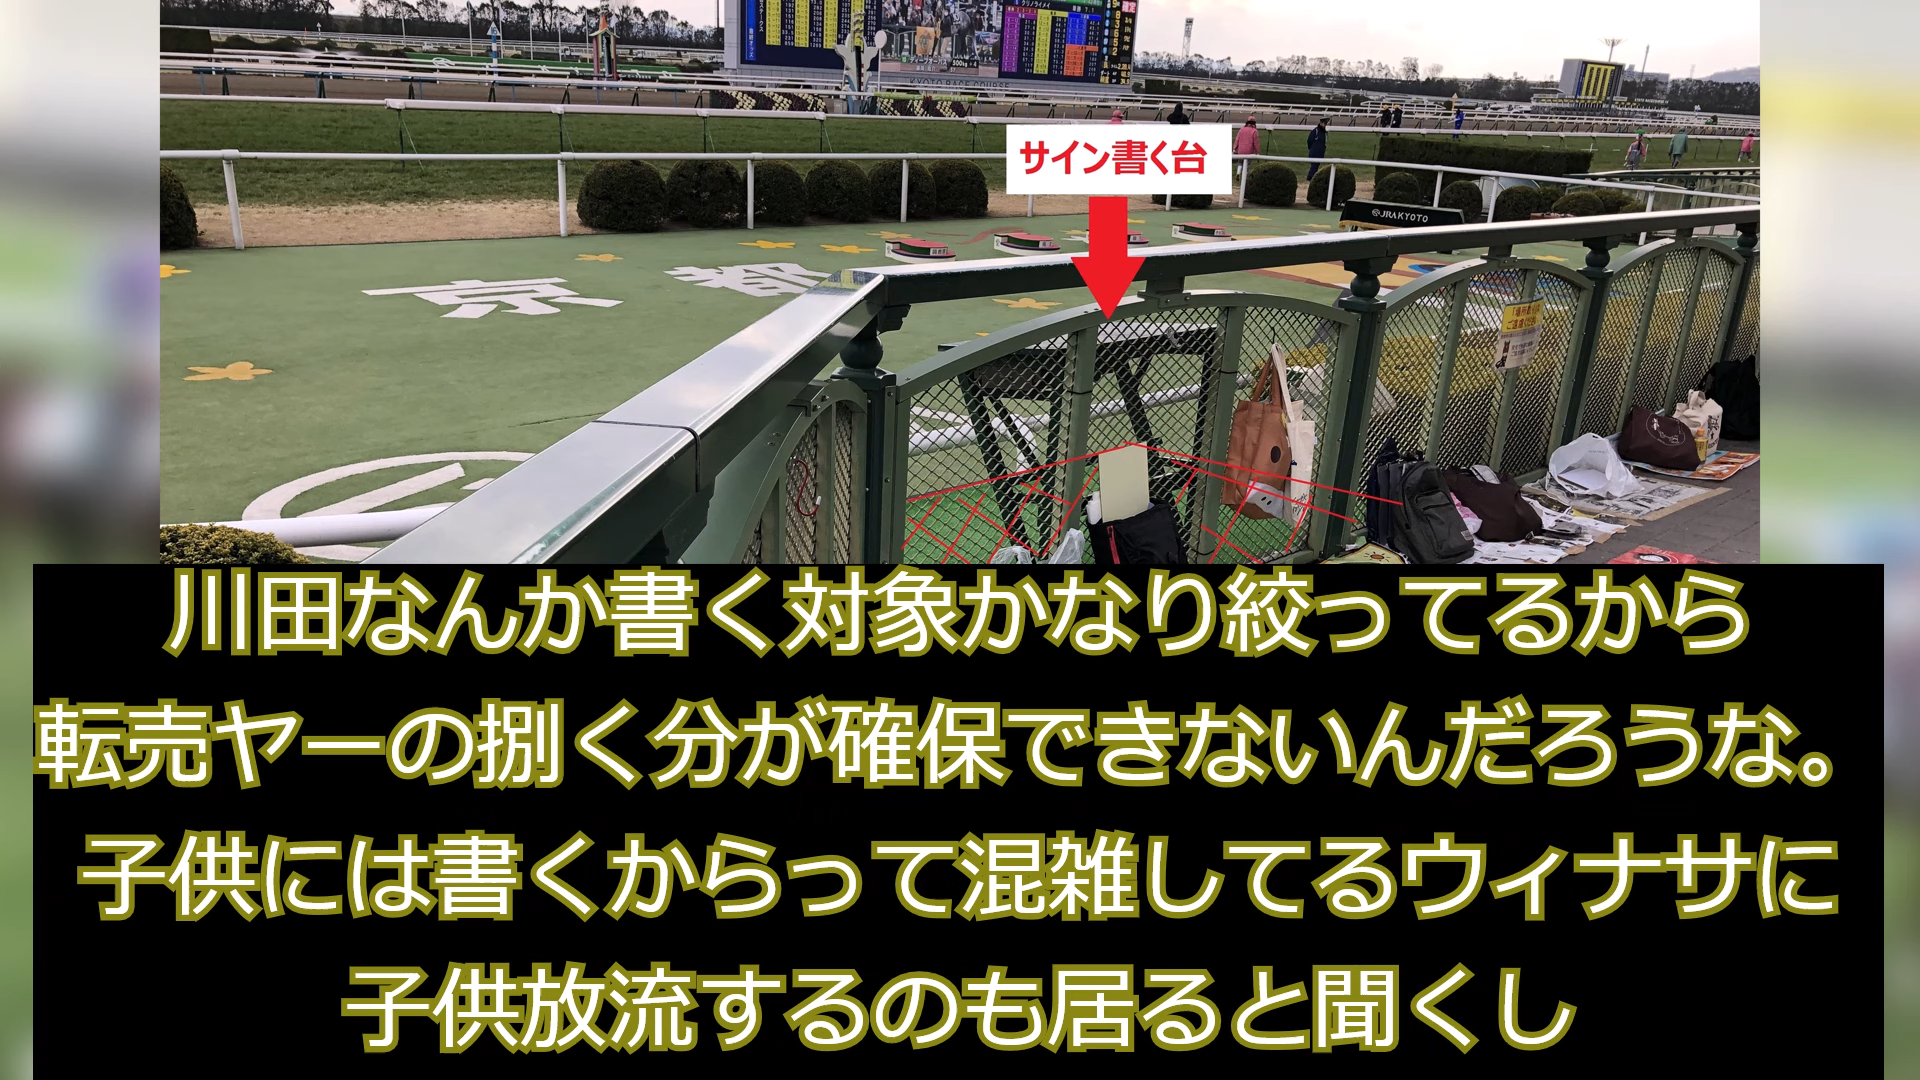 KYOTO RACECOURSE
サイン書く台
JRAKYOTO
京都
川田なんか書く対象かなり絞ってるから
転売ヤーの捌く分が確保できないんだろうな。
子供には書くからって混雑してるウィナサに
子供放流するのも居ると聞くし